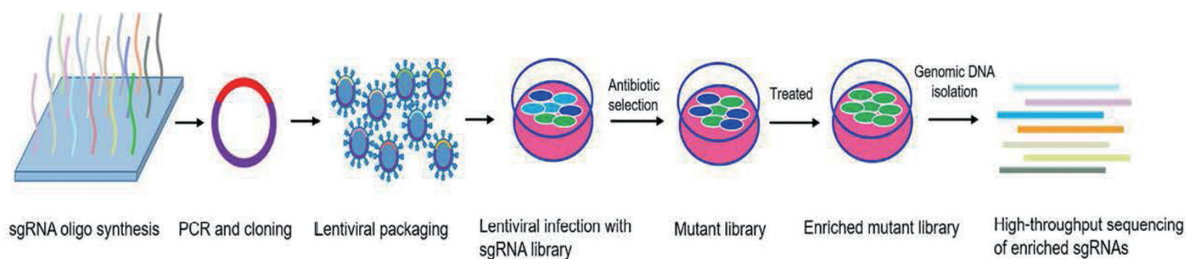 Antibiotic
selection
Treated
Genomic DNA
isolation
sgRNA oligo synthesis
PCR and cloning
Lentiviral packaging
Lentiviral infection with
sgRNA library
Mutant library
Enriched mutant library
High-throughput sequencing
of enriched sgRNAs